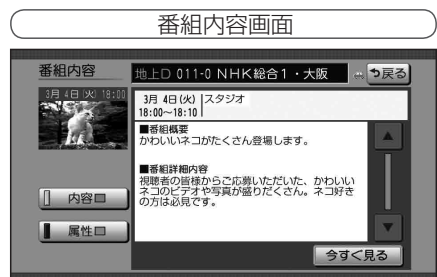 番組内容画面
番組内容
地上D 011-0 NHK総合1・大阪
戻る
3月 4日(火) 18:00
3月 4日(火)
18:00~18:10
スタジオ
■番組概要
かわいいネコがたくさん登場します。
■番組詳細内容
視聴者の皆様からご応募いただいた、かわいい
ネコのビデオや写真が盛りだくさん。ネコ好き
の方は必見です。
内容
属性
今すぐ見る